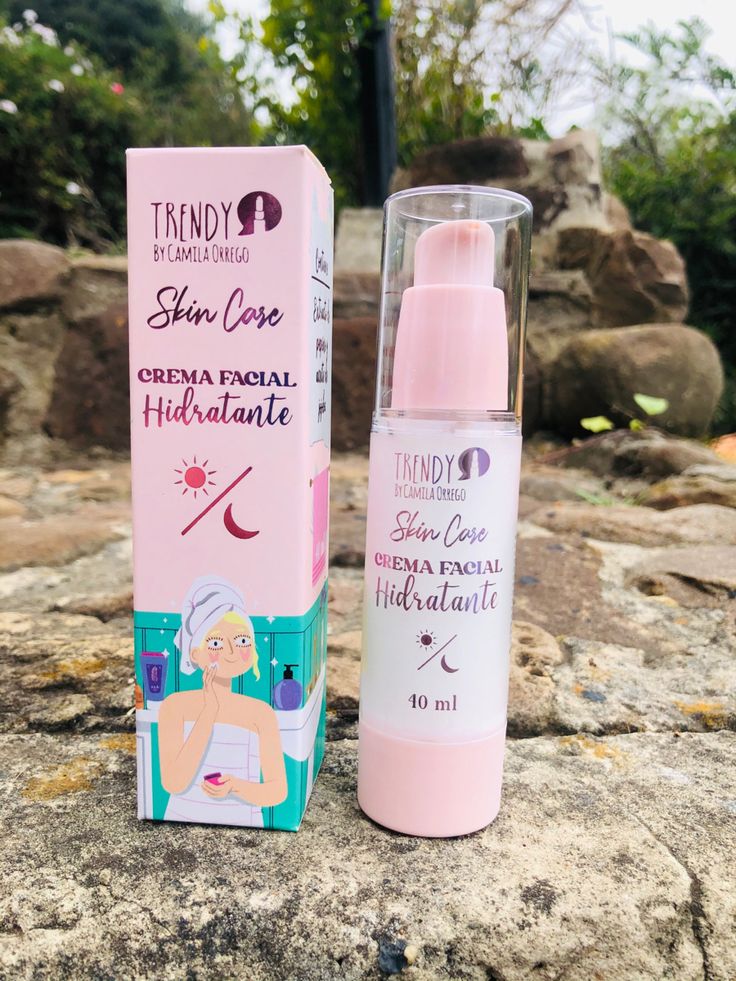 TRENDY
BY CAMILA ORREGO
Skin Care
CREMA FACIAL
Hidratante
TRENDY
BY CAMILA ORREGO
Skin Care
CREMA FACIAL
Hidratante
40 ml